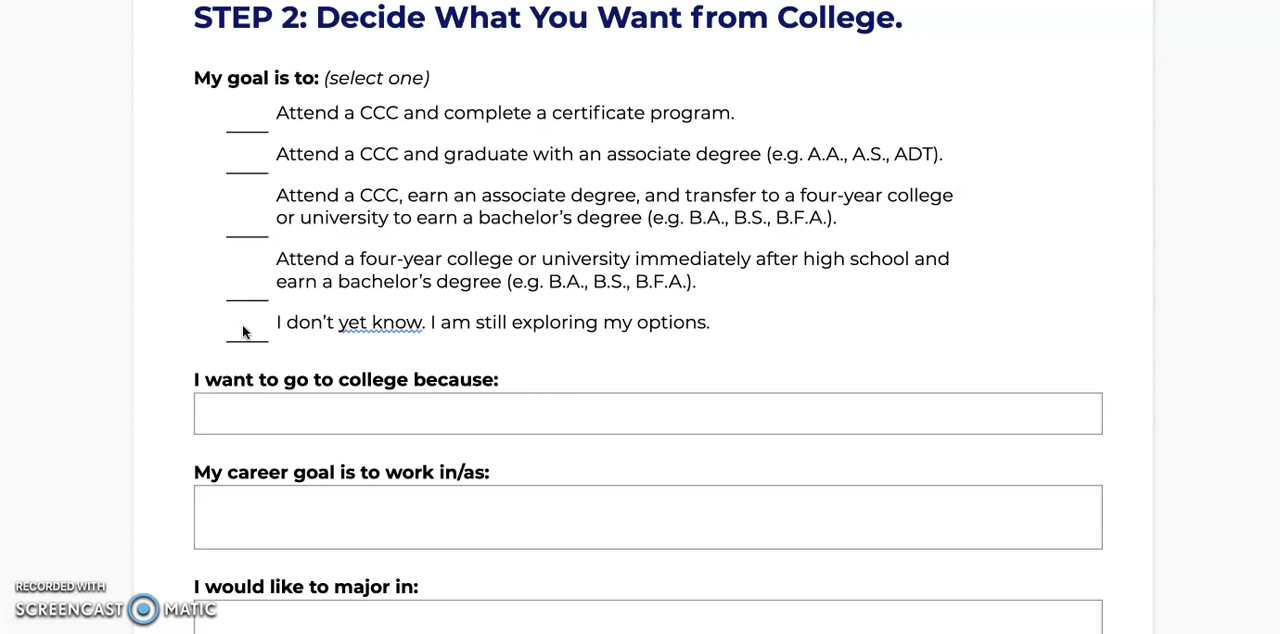 STEP 2: Decide What You Want from College.
My goal is to: (select one)
Attend a CCC and complete a certificate program.
Attend a CCC and graduate with an associate degree (e.g. A.A., A.S., ADT).
Attend a CCC, earn an associate degree, and transfer to a four-year college
or university to earn a bachelor’s degree (e.g. B.A., B.S., B.F.A.).
Attend a four-year college or university immediately after high school and
earn a bachelor’s degree (e.g. B.A., B.S., B.F.A.).
I don’t yet know. I am still exploring my options.
I want to go to college because:
My career goal is to work in/as:
I would like to major in:
RECORDED WITH
SCREENCAST MATIC